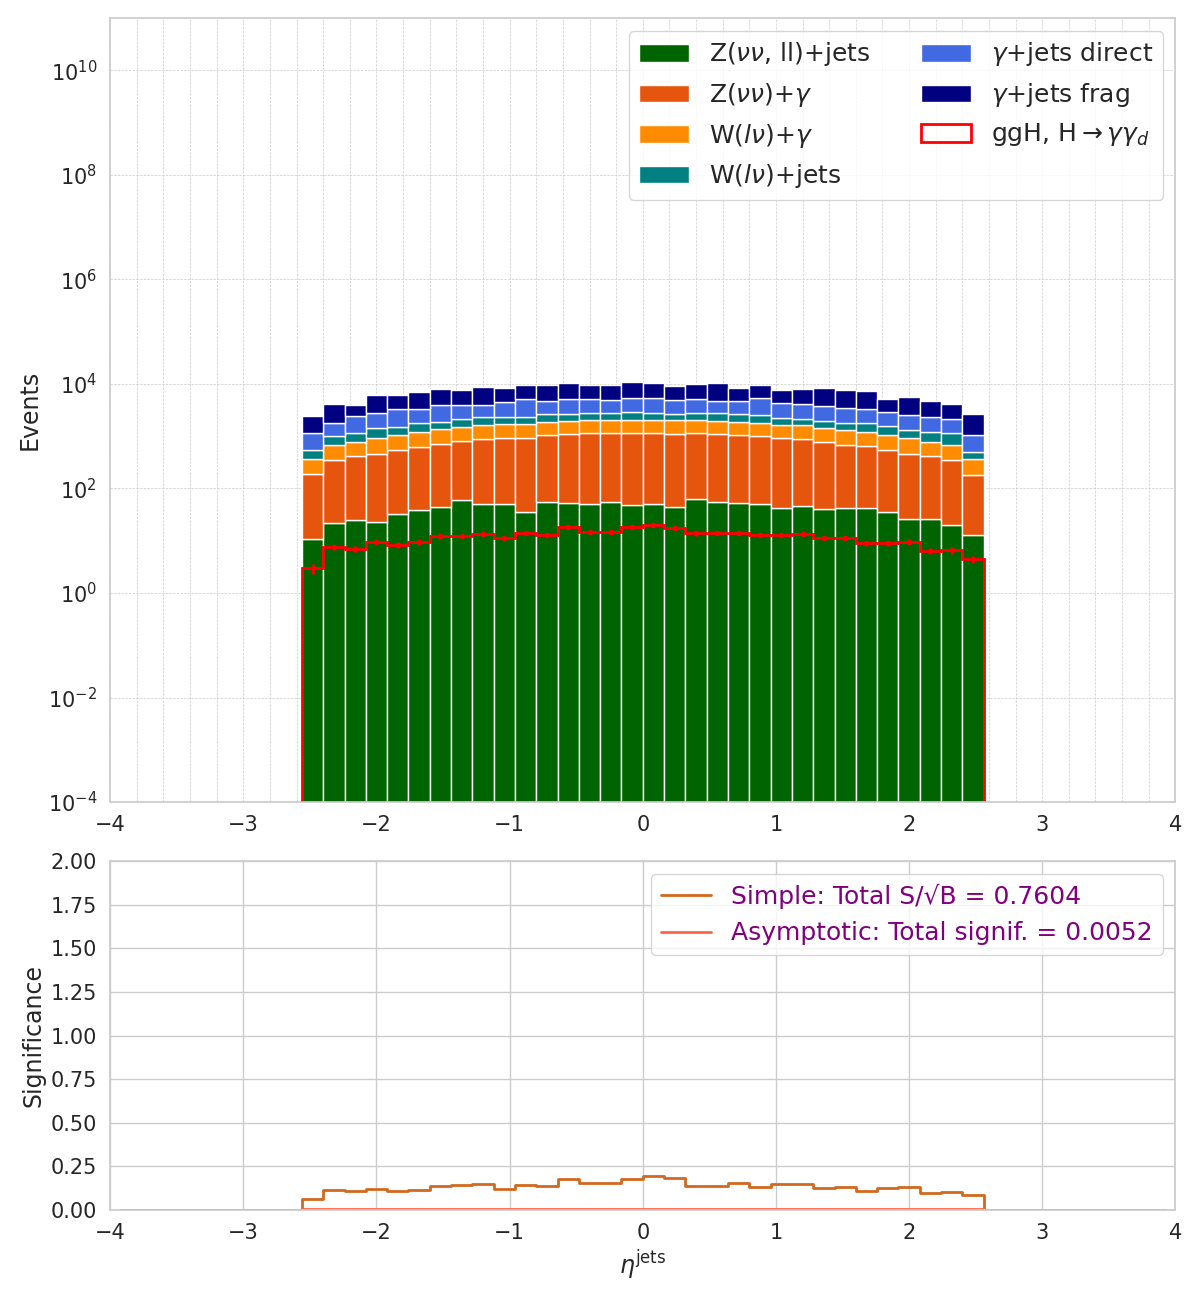 Z(νν, ll)+jets
Z(νν)+γ
W(lν)+γ
W(lν)+jets
γ+jets direct
γ+jets frag
ggH, H→γγ_d
Events
10^10
10^8
10^6
10^4
10^2
10^0
10^−2
10^−4
−4 −3 −2 −1 0 1 2 3 4
Simple: Total S/√B = 0.7604
Asymptotic: Total signif. = 0.0052
Significance
2.00
1.75
1.50
1.25
1.00
0.75
0.50
0.25
0.00
−4 −3 −2 −1 0 1 2 3 4
η^jets